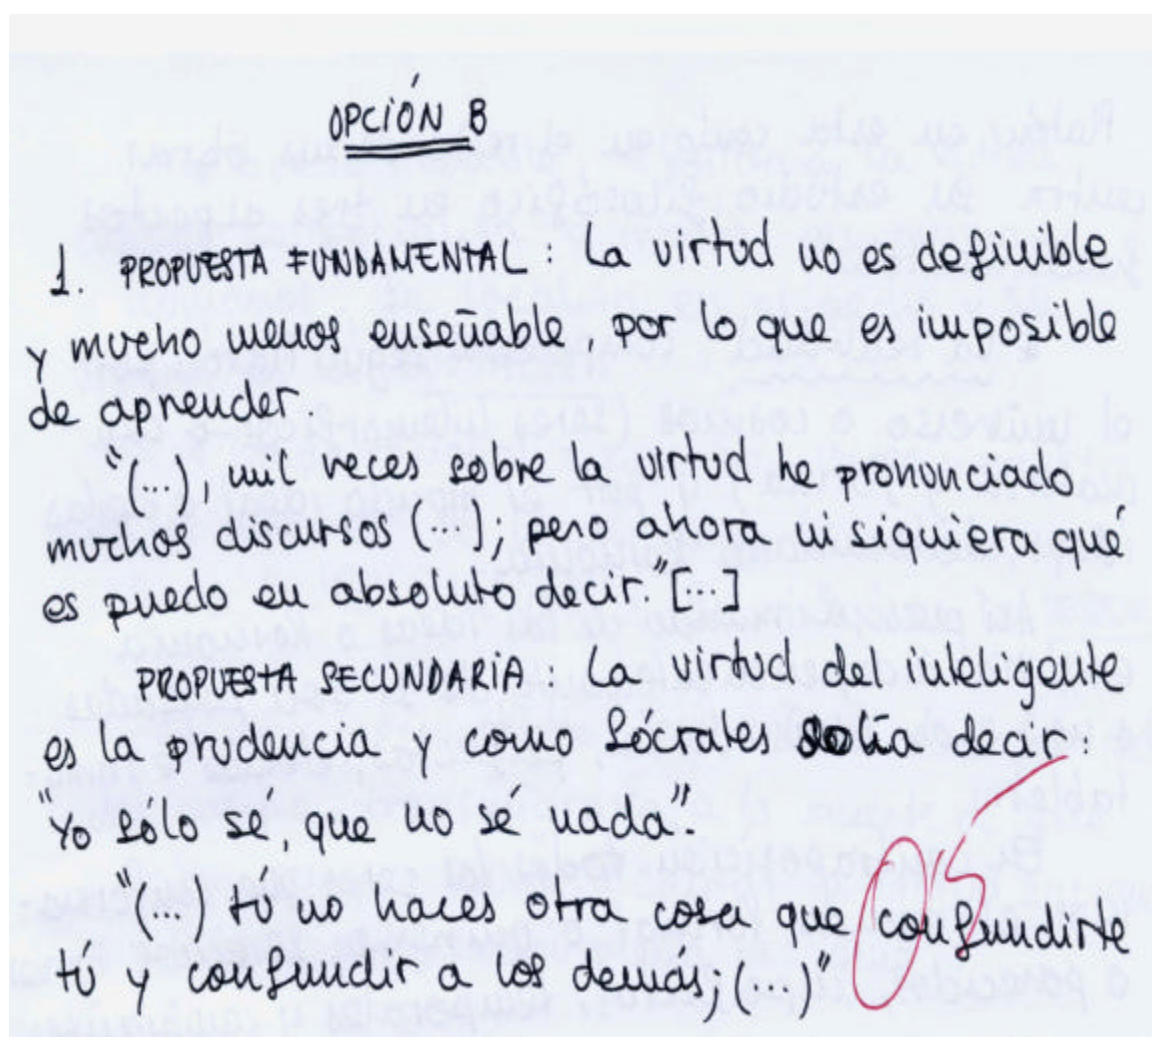 OPCIÓN B
1. PROPUESTA FUNDAMENTAL : La virtud no es definible
y mucho menos enseñable, por lo que es imposible
de aprender.
"(...), mil veces sobre la virtud he pronunciado
muchos discursos (...); pero ahora ni siquiera qué
es puedo en absoluto decir." [...]
PROPUESTA SECUNDARIA : La virtud del inteligente
es la prudencia y como Sócrates solía decir:
"Yo sólo sé, que no sé nada".
"(...) tú no haces otra cosa que confundirte
tú y confundir a los demás; (...)"
0'5